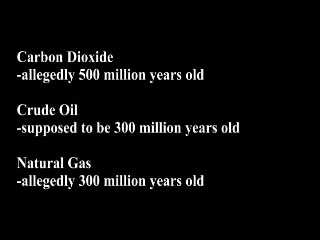 Carbon Dioxide
-allegedly 500 million years old
Crude Oil
-supposed to be 300 million years old
Natural Gas
-allegedly 300 million years old